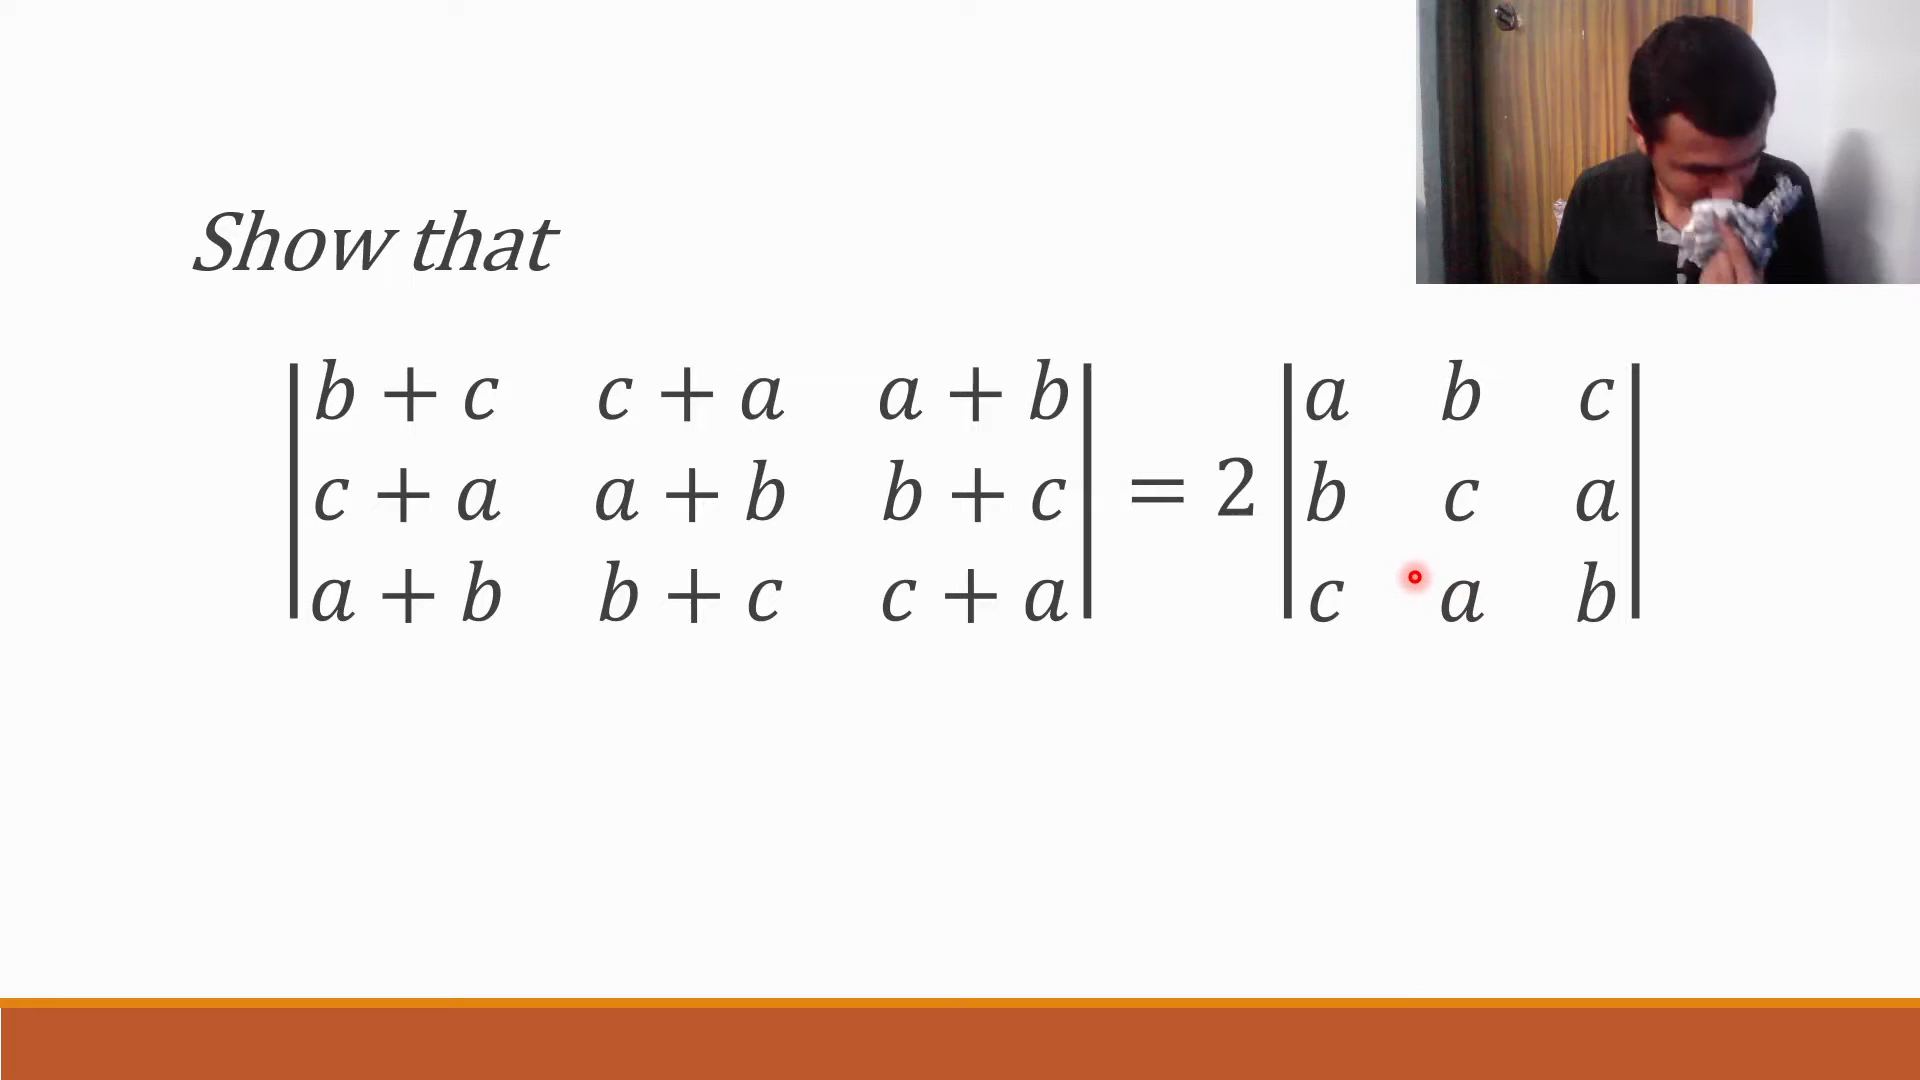 Show that
|b + c c + a a + b| |a b c|
|c + a a + b b + c| = 2 |b c a|
|a + b b + c c + a| |c a b|